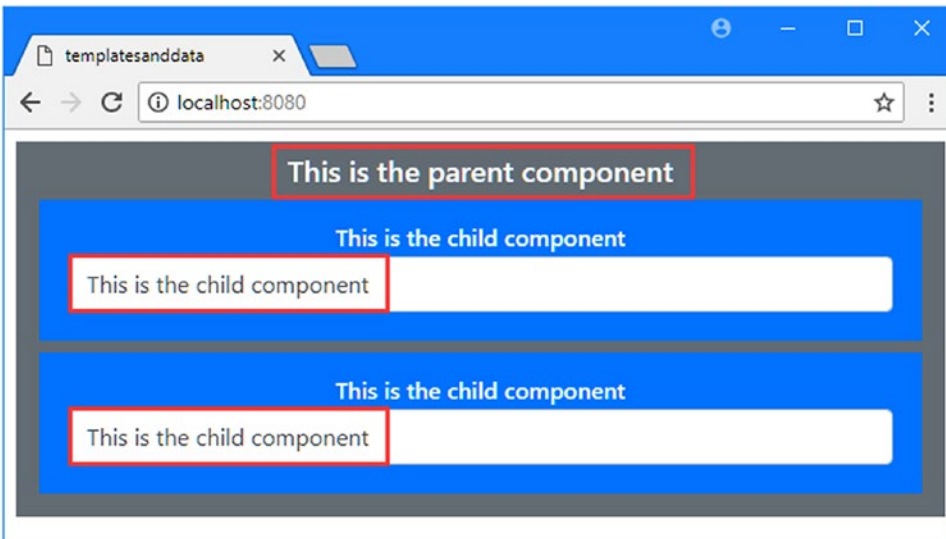 templatesanddata
localhost:8080
This is the parent component
This is the child component
This is the child component
This is the child component
This is the child component